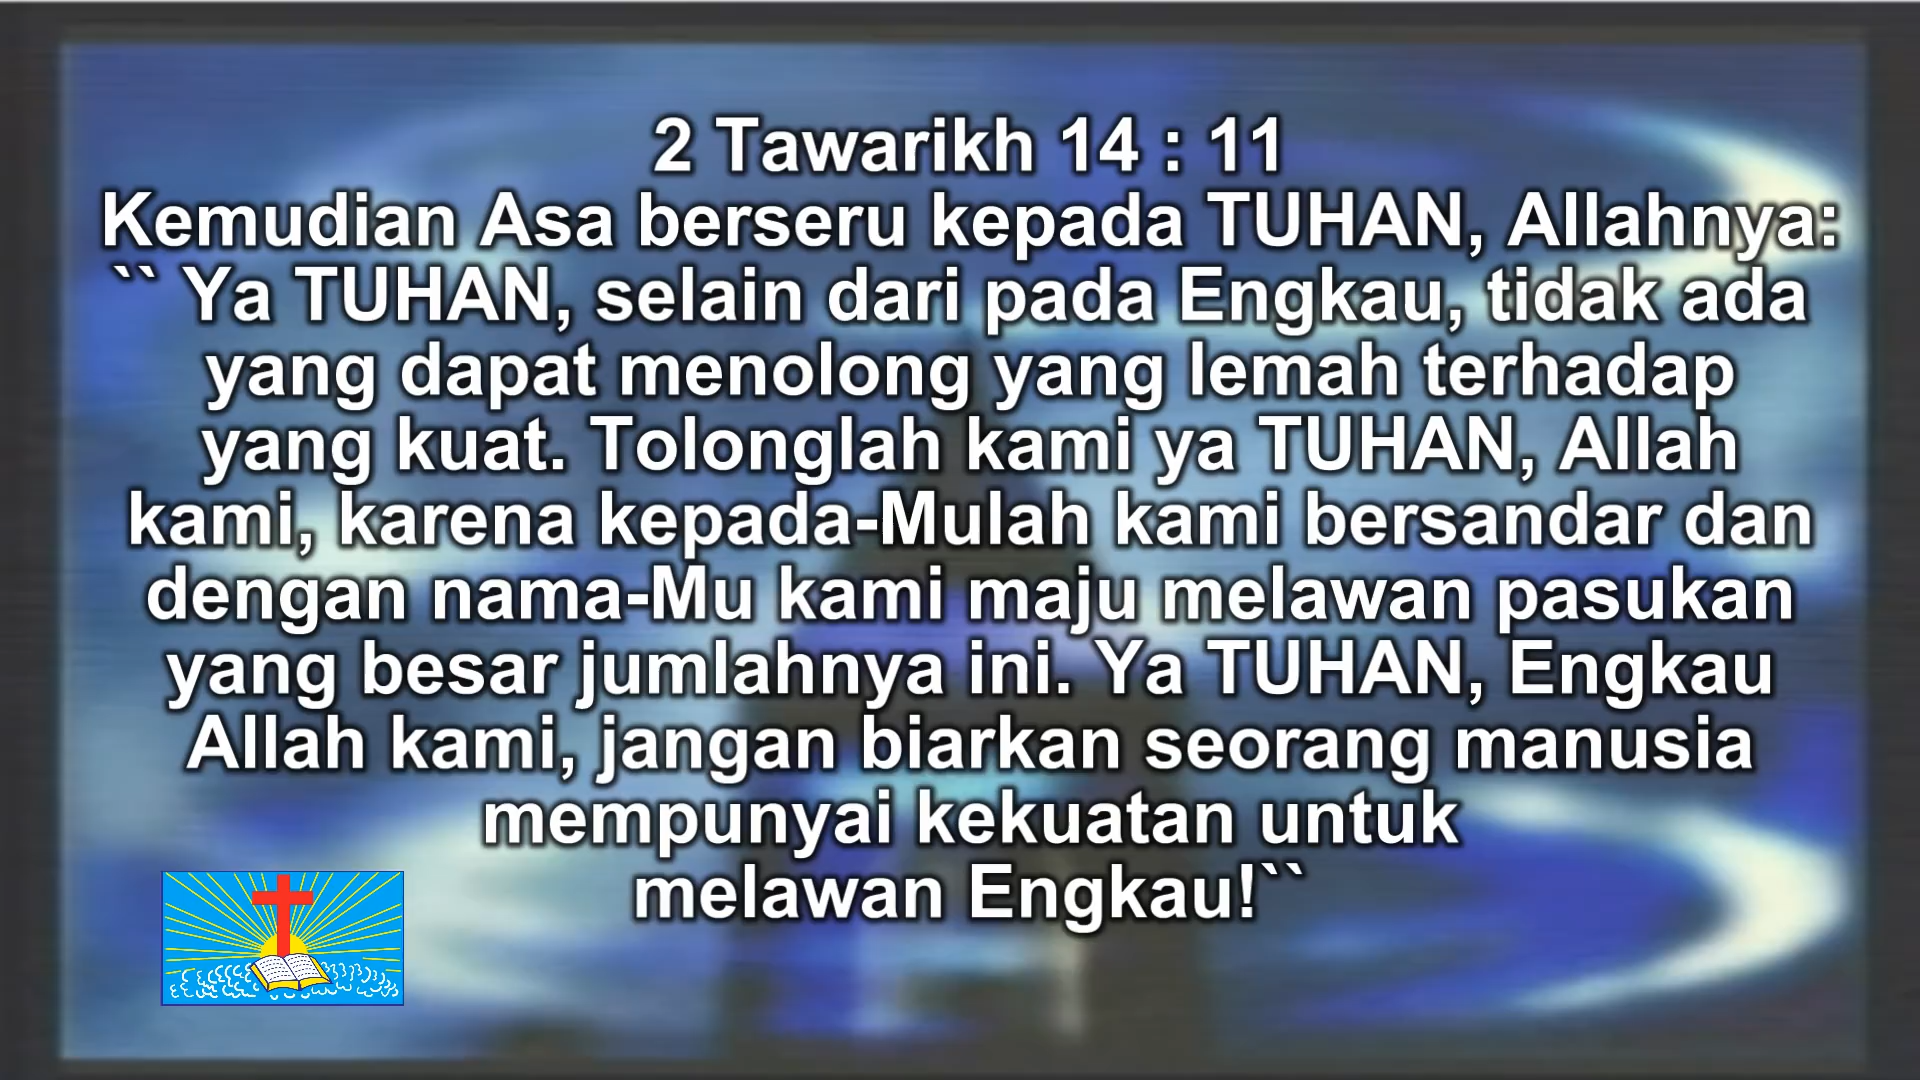 2 Tawarikh 14 : 11
Kemudian Asa berseru kepada TUHAN, Allahnya:
`` Ya TUHAN, selain dari pada Engkau, tidak ada
yang dapat menolong yang lemah terhadap
yang kuat. Tolonglah kami ya TUHAN, Allah
kami, karena kepada-Mulah kami bersandar dan
dengan nama-Mu kami maju melawan pasukan
yang besar jumlahnya ini. Ya TUHAN, Engkau
Allah kami, jangan biarkan seorang manusia
mempunyai kekuatan untuk
melawan Engkau!``